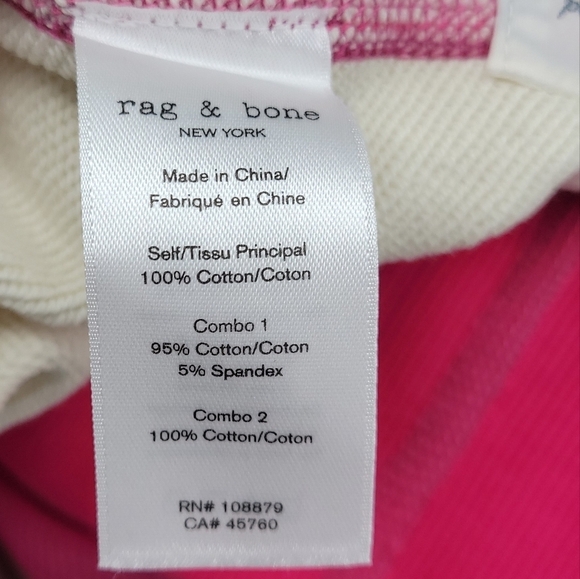 rag & bone
NEW YORK
Made in China/
Fabriqué en Chine
Self/Tissu Principal
100% Cotton/Coton
Combo 1
95% Cotton/Coton
5% Spandex
Combo 2
100% Cotton/Coton
RN# 108879
CA# 45760